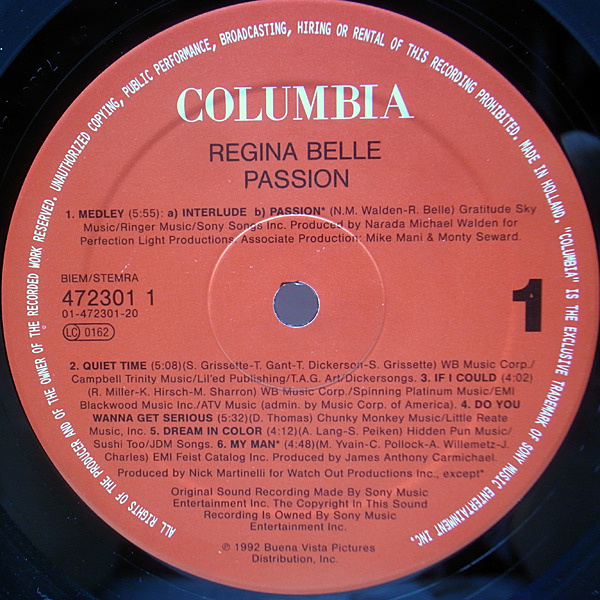 ALL RIGHTS OF THE PRODUCER AND OF THE OWNER OF THE RECORDED WORK RESERVED. UNAUTHORIZED COPYING, PUBLIC PERFORMANCE, BROADCASTING, HIRING OR RENTAL OF THIS RECORDING PROHIBITED. MADE IN HOLLAND. "COLUMBIA" IS THE EXCLUSIVE TRADEMARK OF SONY MUSIC ENTERTAINMENT INC.
COLUMBIA
REGINA BELLE
PASSION
1. MEDLEY (5:55): a) INTERLUDE b) PASSION* (N.M. Walden-R. Belle) Gratitude Sky
Music/Ringer Music/Sony Songs Inc. Produced by Narada Michael Walden for
Perfection Light Productions. Associate Production: Mike Mani & Monty Seward.
BIEM/STEMRA
472301 1
01-472301-20
LC 0162
1
2. QUIET TIME (5:08)(S. Grissette-T. Gant-T. Dickerson-S. Grissette) WB Music Corp./
Campbell Trinity Music/Lil'ed Publishing/T.A.G. Art/Dickersongs. 3. IF I COULD (4:02)
(R. Miller-K. Hirsch-M. Sharron) WB Music Corp./Spinning Platinum Music/EMI
Blackwood Music Inc./ATV Music (admin. by Music Corp. of America). 4. DO YOU
WANNA GET SERIOUS (5:32)(D. Thomas) Chunky Monkey Music/Little Reate
Music, Inc. 5. DREAM IN COLOR (4:12)(A. Lang-S. Peiken) Hidden Pun Music/
Sushi Too/JDM Songs. 6. MY MAN* (4:48)(M. Yvain-C. Pollock-A. Willemetz-J.
Charles) EMI Feist Catalog Inc. Produced by James Anthony Carmichael.
Produced by Nick Martinelli for Watch Out Productions Inc., except*
Original Sound Recording Made By Sony Music
Entertainment Inc. The Copyright In This Sound
Recording Is Owned By Sony Music
Entertainment Inc.
℗ 1992 Buena Vista Pictures
Distribution, Inc.